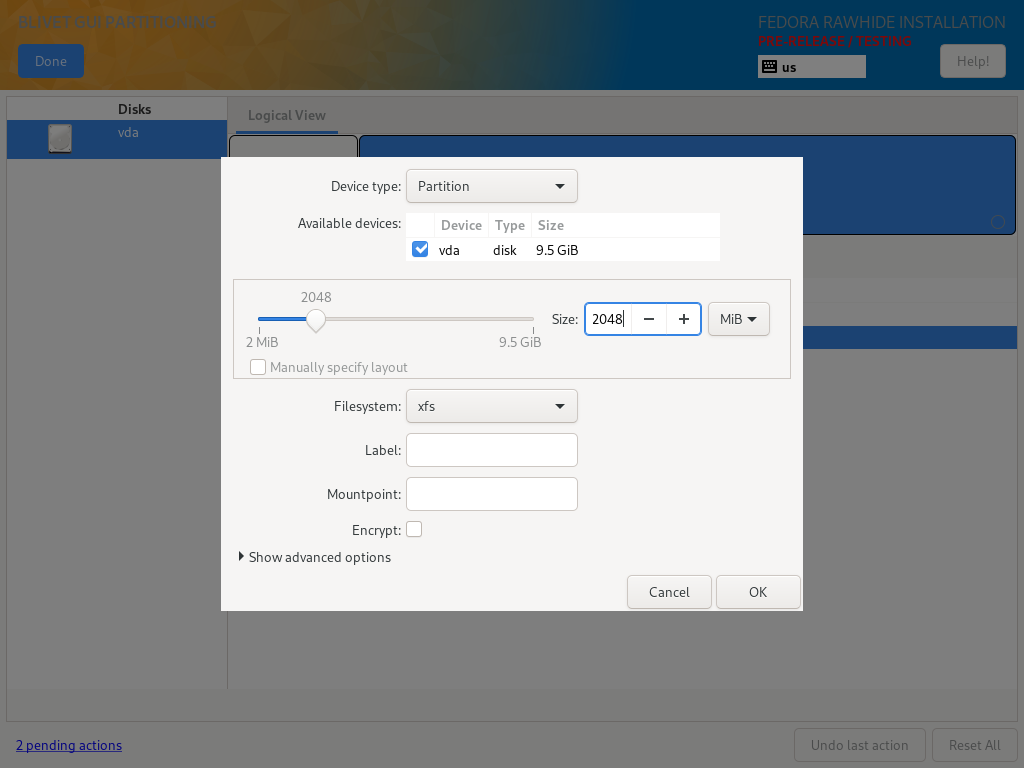 BLIVET GUI PARTITIONING
FEDORA RAWHIDE INSTALLATION
PRE-RELEASE / TESTING
Done
us
Help!
Disks
vda
Logical View
Device type: Partition
Available devices:
Device Type Size
vda disk 9.5 GiB
2048
2 MiB 9.5 GiB
Size: 2048 − + MiB
Manually specify layout
Filesystem: xfs
Label:
Mountpoint:
Encrypt:
Show advanced options
Cancel OK
2 pending actions
Undo last action Reset All